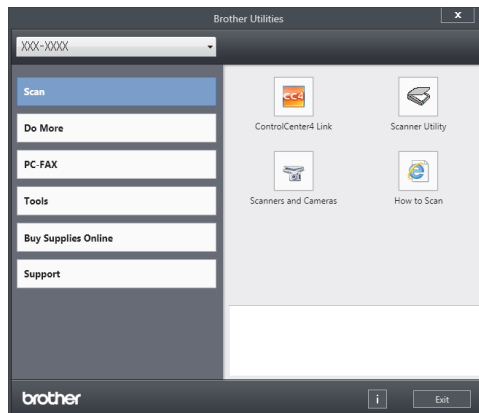 Brother Utilities
X
XXX-XXXX
Scan
Do More
PC-FAX
Tools
Buy Supplies Online
Support
CC4
ControlCenter4 Link
Scanner Utility
Scanners and Cameras
How to Scan
brother
i
Exit